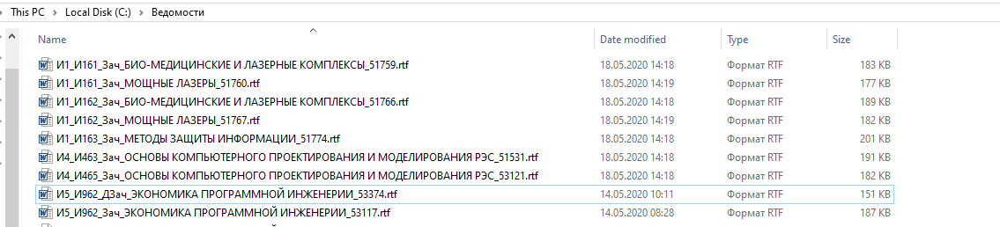 This PC > Local Disk (C:) > Ведомости
Name Date modified Type Size
И1_И161_Зач_БИО-МЕДИЦИНСКИЕ И ЛАЗЕРНЫЕ КОМПЛЕКСЫ_51759.rtf 18.05.2020 14:18 Формат RTF 183 KB
И1_И161_Зач_МОЩНЫЕ ЛАЗЕРЫ_51760.rtf 18.05.2020 14:19 Формат RTF 177 KB
И1_И162_Зач_БИО-МЕДИЦИНСКИЕ И ЛАЗЕРНЫЕ КОМПЛЕКСЫ_51766.rtf 18.05.2020 14:18 Формат RTF 189 KB
И1_И162_Зач_МОЩНЫЕ ЛАЗЕРЫ_51767.rtf 18.05.2020 14:19 Формат RTF 182 KB
И1_И163_Зач_МЕТОДЫ ЗАЩИТЫ ИНФОРМАЦИИ_51774.rtf 18.05.2020 14:18 Формат RTF 201 KB
И4_И463_Зач_ОСНОВЫ КОМПЬЮТЕРНОГО ПРОЕКТИРОВАНИЯ И МОДЕЛИРОВАНИЯ РЭС_51531.rtf 18.05.2020 14:18 Формат RTF 191 KB
И4_И465_Зач_ОСНОВЫ КОМПЬЮТЕРНОГО ПРОЕКТИРОВАНИЯ И МОДЕЛИРОВАНИЯ РЭС_53121.rtf 18.05.2020 14:18 Формат RTF 182 KB
И5_И962_ДЗач_ЭКОНОМИКА ПРОГРАММНОЙ ИНЖЕНЕРИИ_53374.rtf 14.05.2020 10:11 Формат RTF 151 KB
И5_И962_Зач_ЭКОНОМИКА ПРОГРАММНОЙ ИНЖЕНЕРИИ_53117.rtf 14.05.2020 08:28 Формат RTF 187 KB